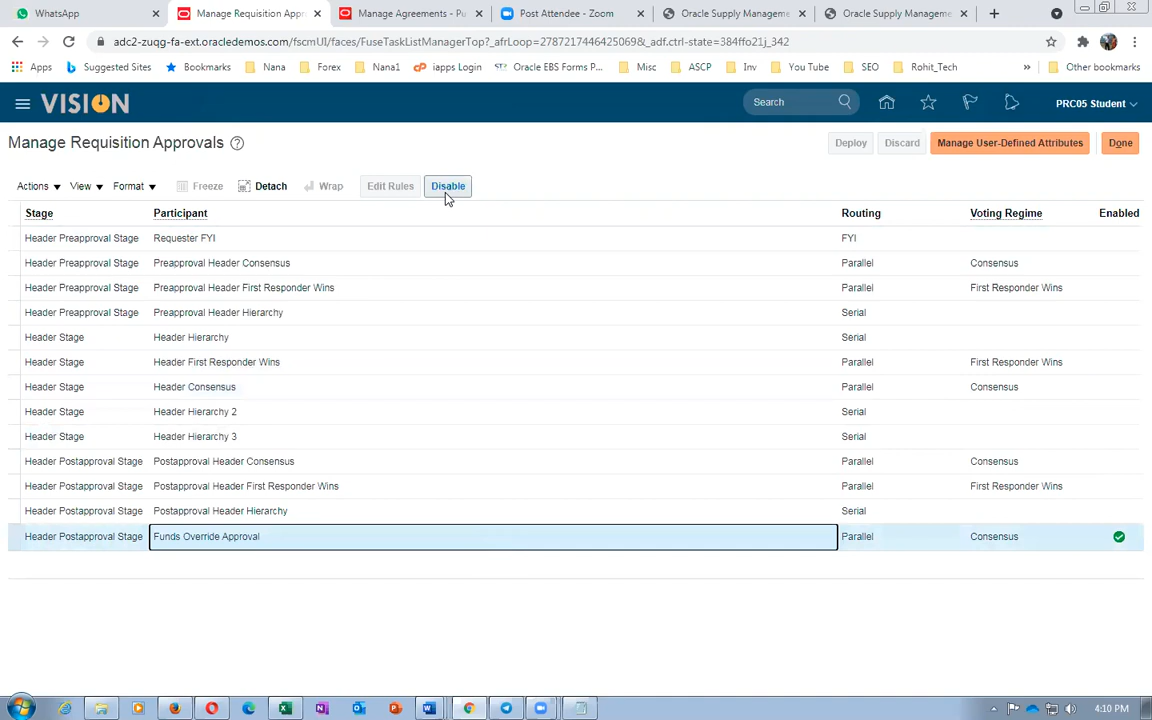 WhatsApp
Manage Requisition Appr
Manage Agreements - Pu
Post Attendee - Zoom
Oracle Supply Manageme
Oracle Supply Manageme
adc2-zuqg-fa-ext.oracledemos.com/fscmUI/faces/FuseTaskListManagerTop?_afrLoop=2787217446425069&_adf.ctrl-state=384ffo21j_342
Apps Suggested Sites Bookmarks Nana Forex Nana1 iapps Login Oracle EBS Forms P... Misc ASCP Inv You Tube SEO Rohit_Tech » Other bookmarks
VISION Search PRC05 Student
Manage Requisition Approvals ? Deploy Discard Manage User-Defined Attributes Done
Actions View Format Freeze Detach Wrap Edit Rules Disable
Stage Participant Routing Voting Regime Enabled
Header Preapproval Stage Requester FYI FYI
Header Preapproval Stage Preapproval Header Consensus Parallel Consensus
Header Preapproval Stage Preapproval Header First Responder Wins Parallel First Responder Wins
Header Preapproval Stage Preapproval Header Hierarchy Serial
Header Stage Header Hierarchy Serial
Header Stage Header First Responder Wins Parallel First Responder Wins
Header Stage Header Consensus Parallel Consensus
Header Stage Header Hierarchy 2 Serial
Header Stage Header Hierarchy 3 Serial
Header Postapproval Stage Postapproval Header Consensus Parallel Consensus
Header Postapproval Stage Postapproval Header First Responder Wins Parallel First Responder Wins
Header Postapproval Stage Postapproval Header Hierarchy Serial
Header Postapproval Stage Funds Override Approval Parallel Consensus
4:10 PM